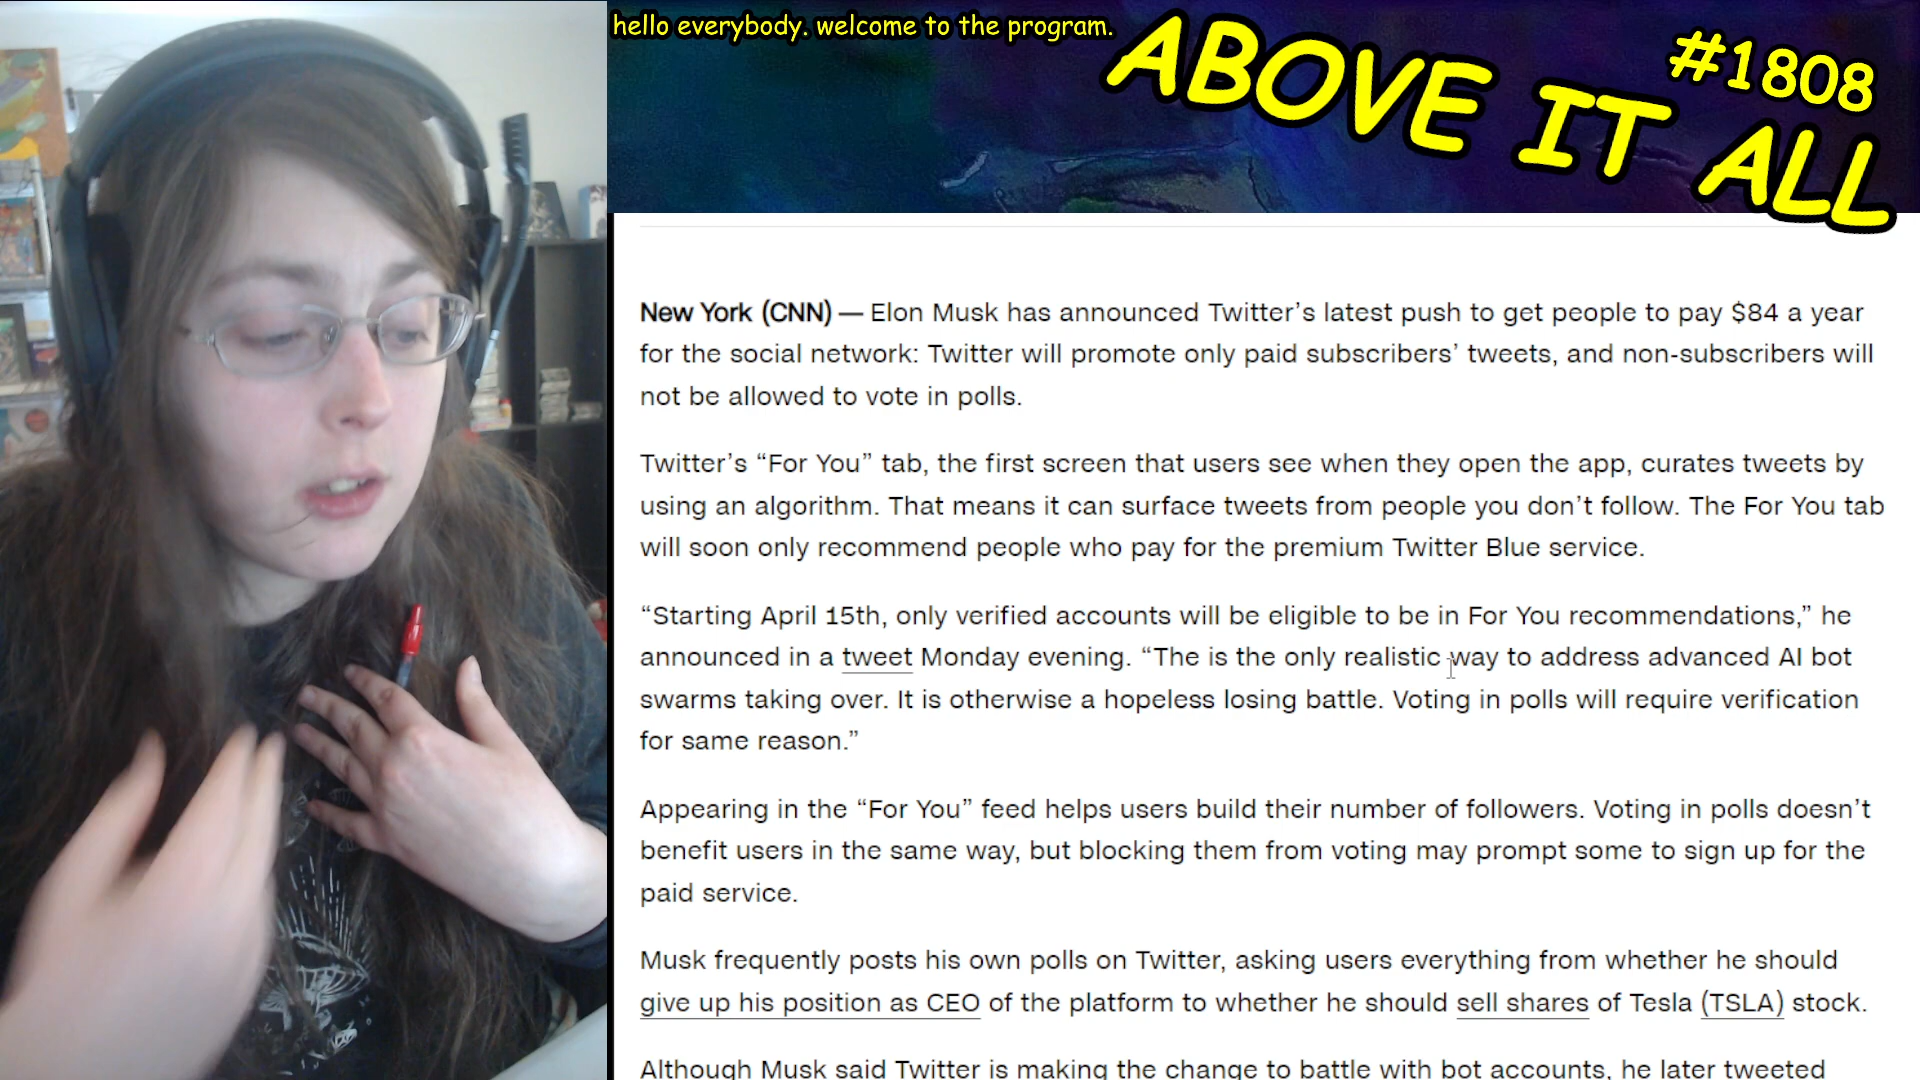 hello everybody. welcome to the program.
ABOVE IT ALL
#1808
New York (CNN) — Elon Musk has announced Twitter’s latest push to get people to pay $84 a year
for the social network: Twitter will promote only paid subscribers’ tweets, and non-subscribers will
not be allowed to vote in polls.
Twitter’s “For You” tab, the first screen that users see when they open the app, curates tweets by
using an algorithm. That means it can surface tweets from people you don’t follow. The For You tab
will soon only recommend people who pay for the premium Twitter Blue service.
“Starting April 15th, only verified accounts will be eligible to be in For You recommendations,” he
announced in a tweet Monday evening. “The is the only realistic way to address advanced AI bot
swarms taking over. It is otherwise a hopeless losing battle. Voting in polls will require verification
for same reason.”
Appearing in the “For You” feed helps users build their number of followers. Voting in polls doesn’t
benefit users in the same way, but blocking them from voting may prompt some to sign up for the
paid service.
Musk frequently posts his own polls on Twitter, asking users everything from whether he should
give up his position as CEO of the platform to whether he should sell shares of Tesla (TSLA) stock.
Although Musk said Twitter is making the change to battle with bot accounts, he later tweeted